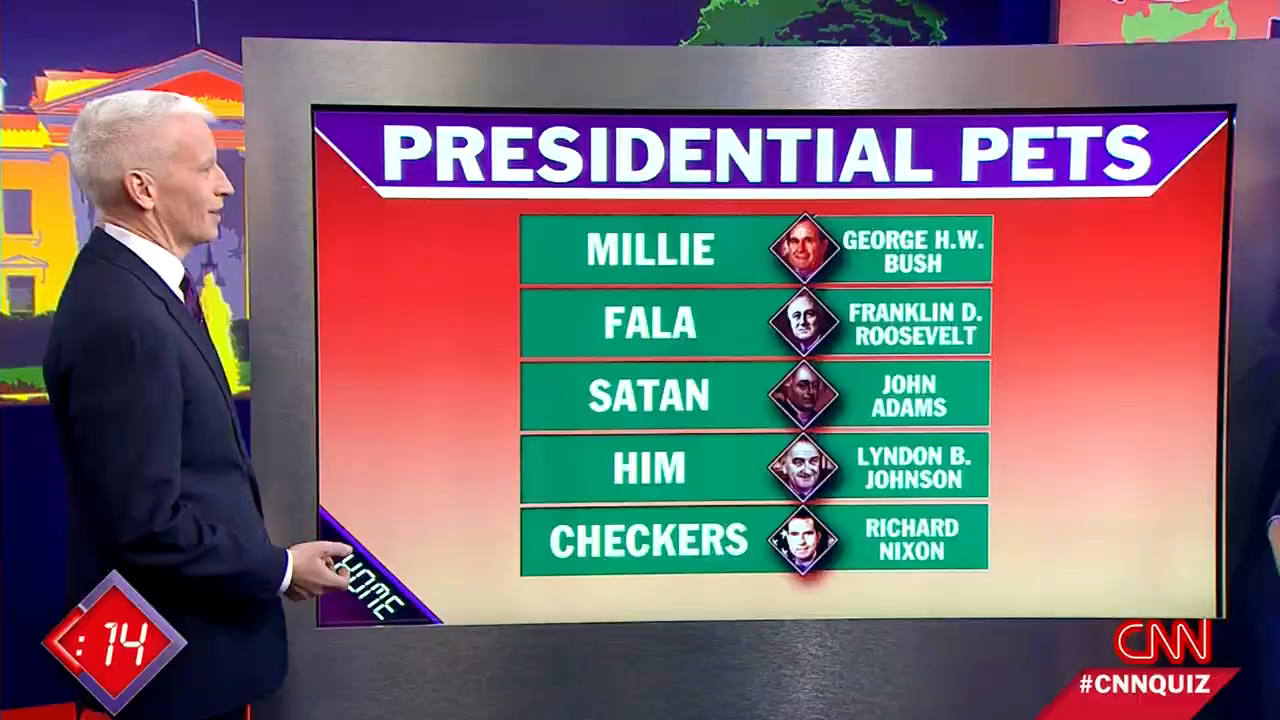 PRESIDENTIAL PETS
MILLIE
GEORGE H.W.
BUSH
FALA
FRANKLIN D.
ROOSEVELT
SATAN
JOHN
ADAMS
HIM
LYNDON B.
JOHNSON
CHECKERS
RICHARD
NIXON
HOME
:14
CNN
#CNNQUIZ